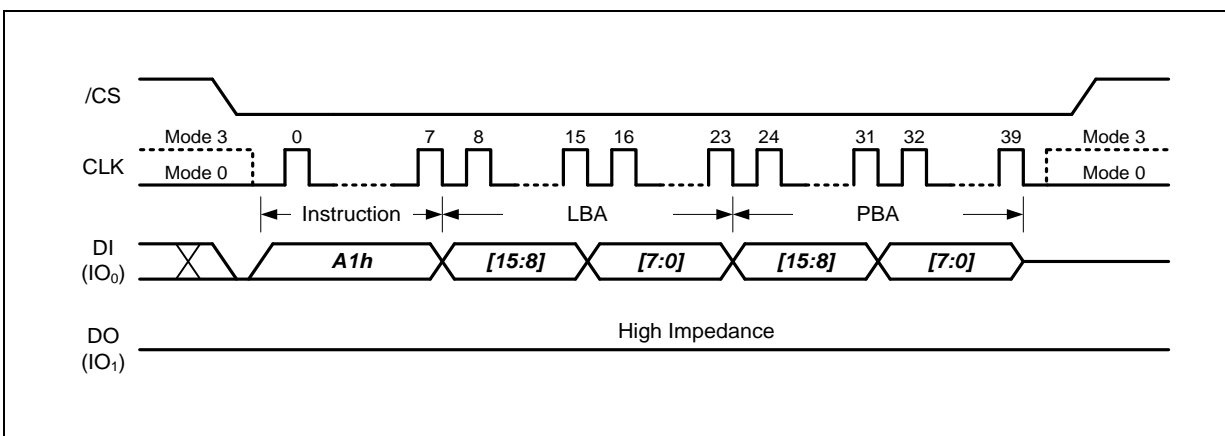 /CS
Mode 3 0 7 8 15 16 23 24 31 32 39 Mode 3
CLK
Mode 0 Mode 0
Instruction LBA PBA
DI
(IO₀)
A1h [15:8] [7:0] [15:8] [7:0]
High Impedance
DO
(IO₁)